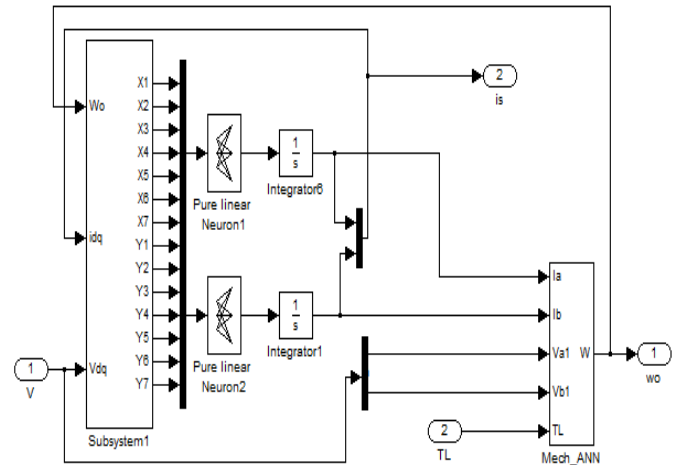 Wo
idq
Vdq
X1
X2
X3
X4
X5
X6
X7
Y1
Y2
Y3
Y4
Y5
Y6
Y7
Subsystem1
1
V
Pure linear
Neuron1
1
s
Integrator6
Pure linear
Neuron2
1
s
Integrator1
2
is
2
TL
Ia
Ib
Va1
Vb1
TL
W
Mech_ANN
1
wo